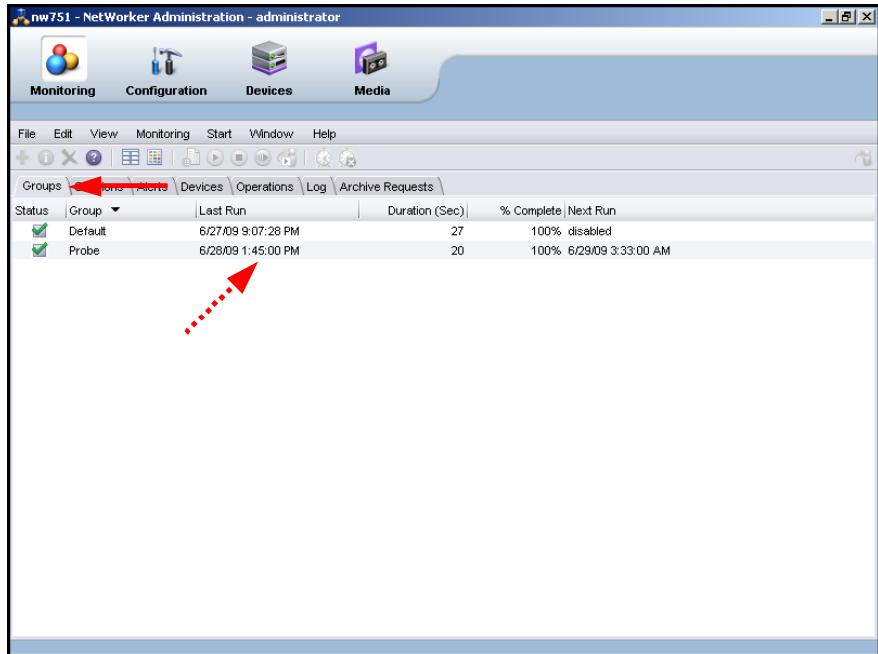 nw751 - NetWorker Administration - administrator
Monitoring Configuration Devices Media
File Edit View Monitoring Start Window Help
Groups Devices Operations Log Archive Requests
Status Group Last Run Duration (Sec) % Complete Next Run
Default 6/27/09 9:07:28 PM 27 100% disabled
Probe 6/28/09 1:45:00 PM 20 100% 6/29/09 3:33:00 AM